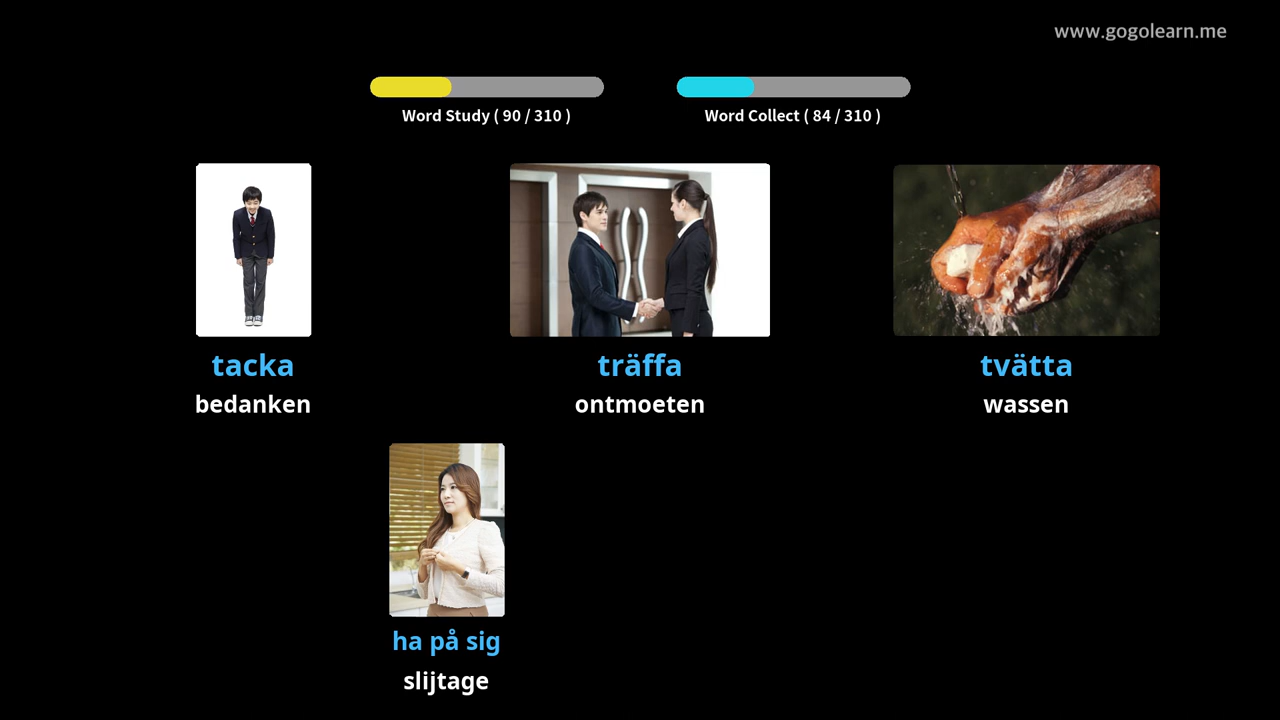 www.gogolearn.me
Word Study ( 90 / 310 )
Word Collect ( 84 / 310 )
tacka
träffa
tvätta
bedanken
ontmoeten
wassen
ha på sig
slijtage